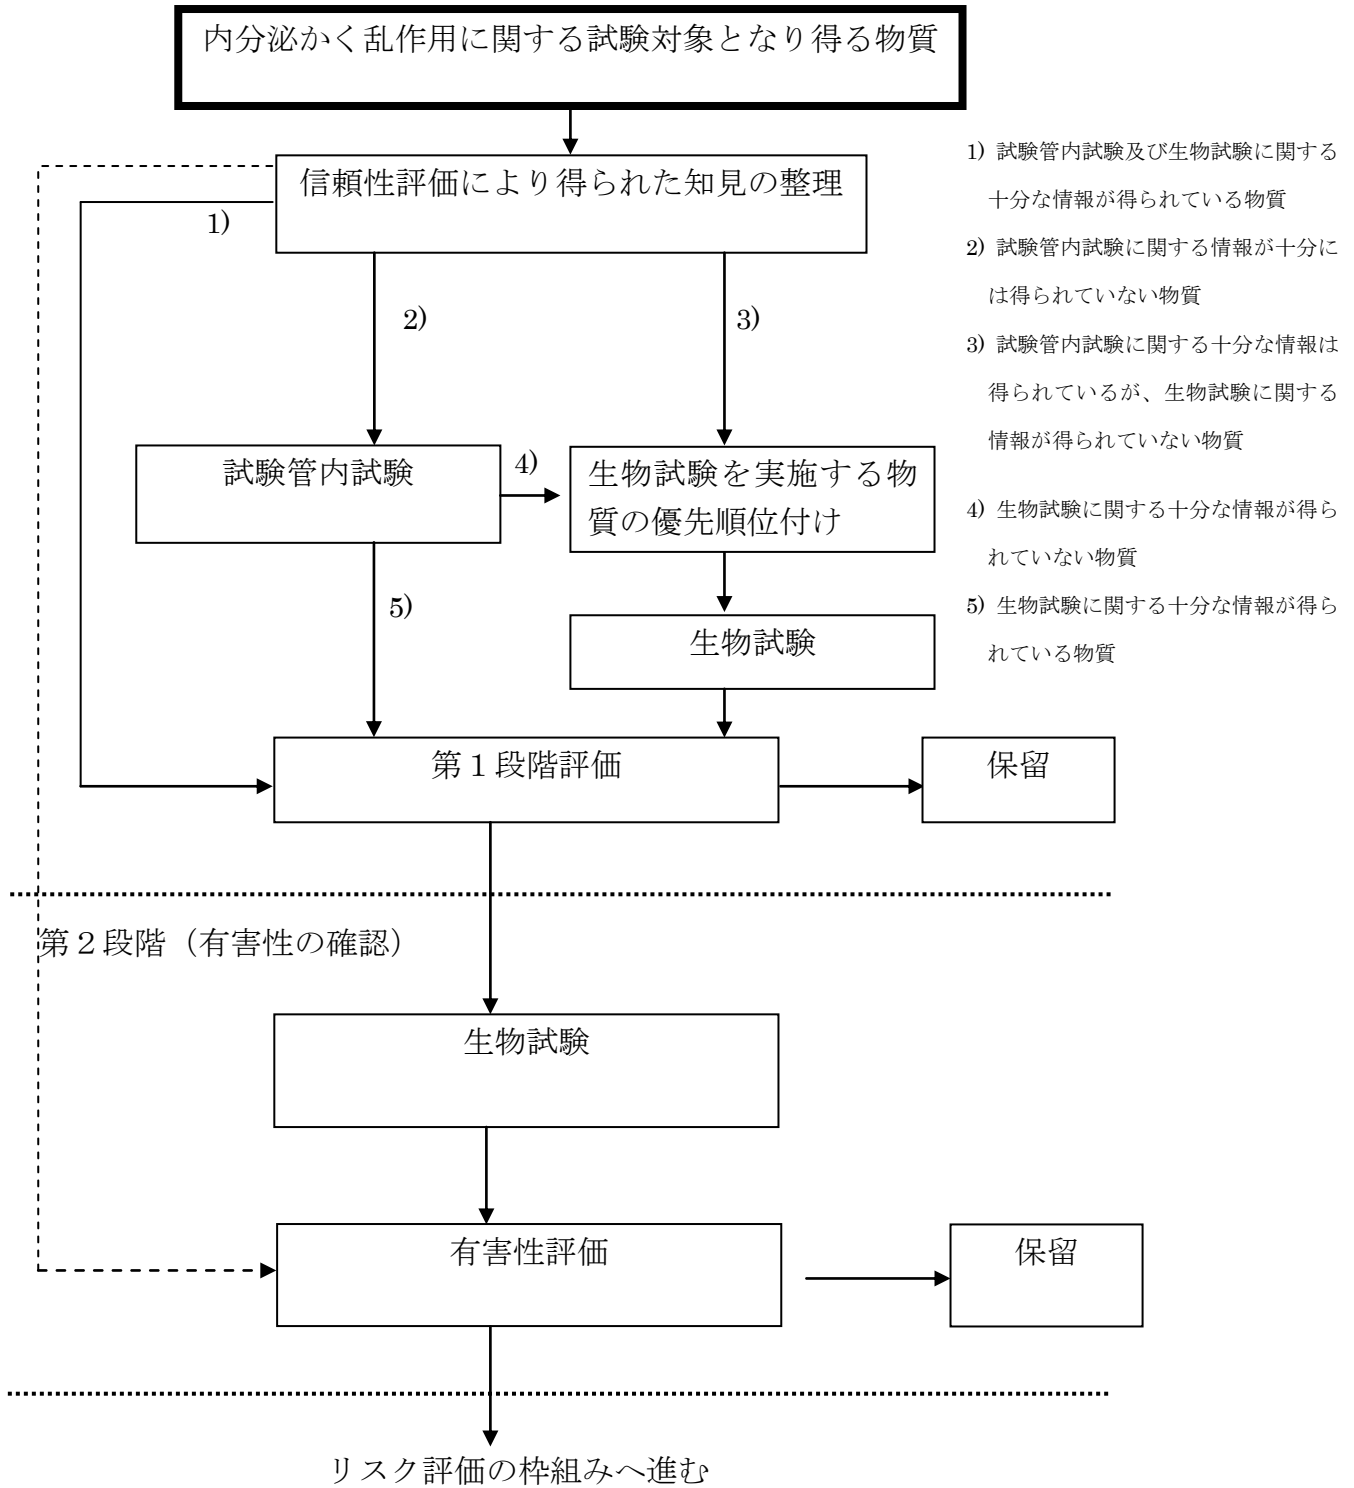 内分泌かく乱作用に関する試験対象となり得る物質
信頼性評価により得られた知見の整理
1)
2)
3)
1) 試験管内試験及び生物試験に関する
十分な情報が得られている物質
2) 試験管内試験に関する情報が十分に
は得られていない物質
3) 試験管内試験に関する十分な情報は
得られているが、生物試験に関する
情報が得られていない物質
4) 生物試験に関する十分な情報が得ら
れていない物質
5) 生物試験に関する十分な情報が得ら
れている物質
試験管内試験
4)
生物試験を実施する物
質の優先順位付け
5)
生物試験
第1段階評価
保留
第2段階（有害性の確認）
生物試験
有害性評価
保留
リスク評価の枠組みへ進む